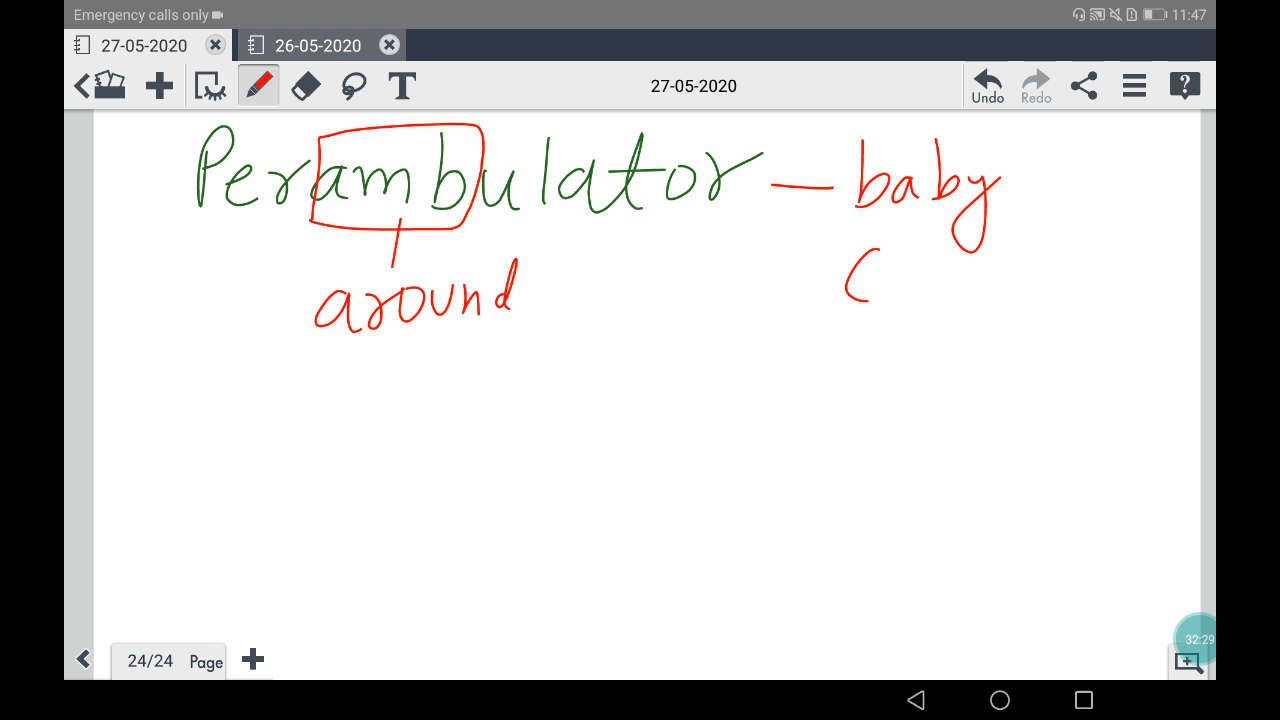 Emergency calls only 11:47
27-05-2020 26-05-2020
T 27-05-2020 Undo Redo ?
Perambulator — baby
around C
24/24 Page
32:29